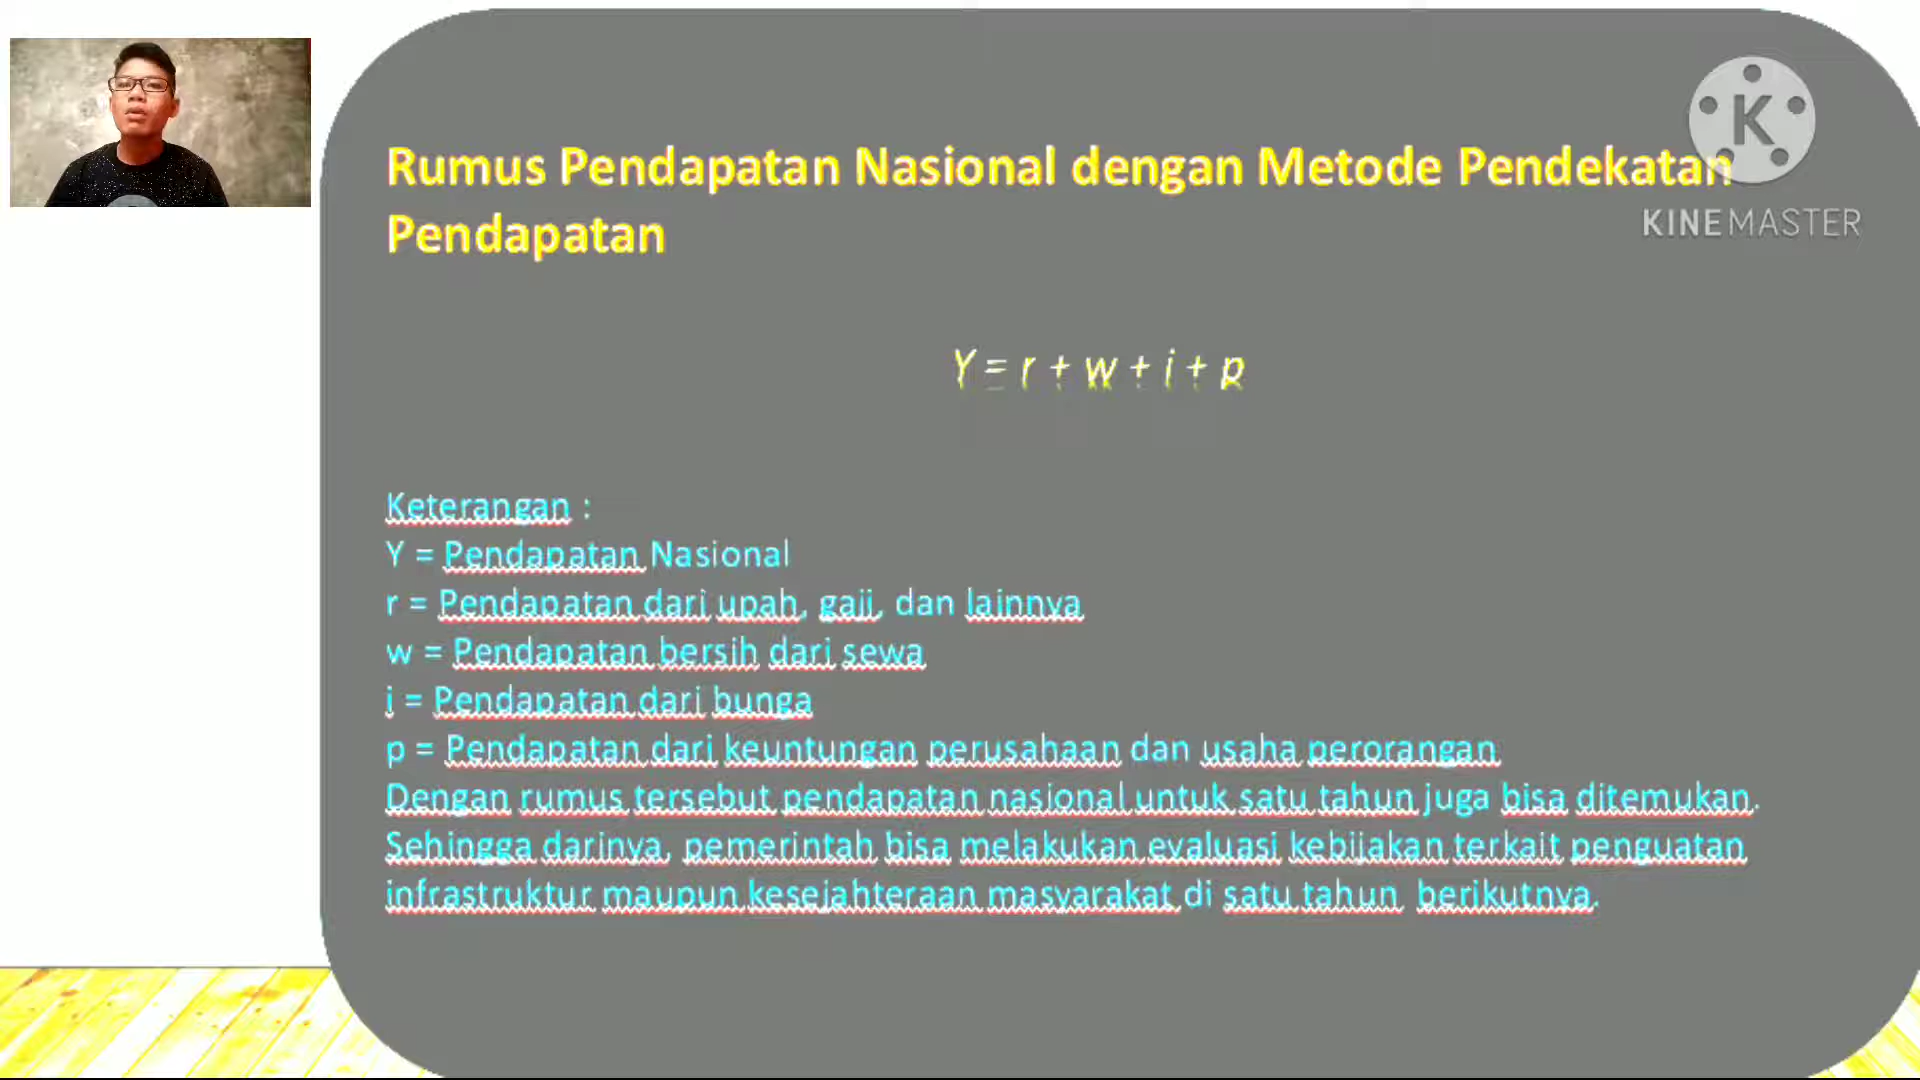 Rumus Pendapatan Nasional dengan Metode Pendekatan
Pendapatan
K
KINEMASTER
Y = r + w + i + p
Keterangan :
Y = Pendapatan Nasional
r = Pendapatan dari upah, gaji, dan lainnya
w = Pendapatan bersih dari sewa
i = Pendapatan dari bunga
p = Pendapatan dari keuntungan perusahaan dan usaha perorangan
Dengan rumus tersebut pendapatan nasional untuk satu tahun juga bisa ditemukan.
Sehingga darinya, pemerintah bisa melakukan evaluasi kebijakan terkait penguatan
infrastruktur maupun kesejahteraan masyarakat di satu tahun berikutnya.